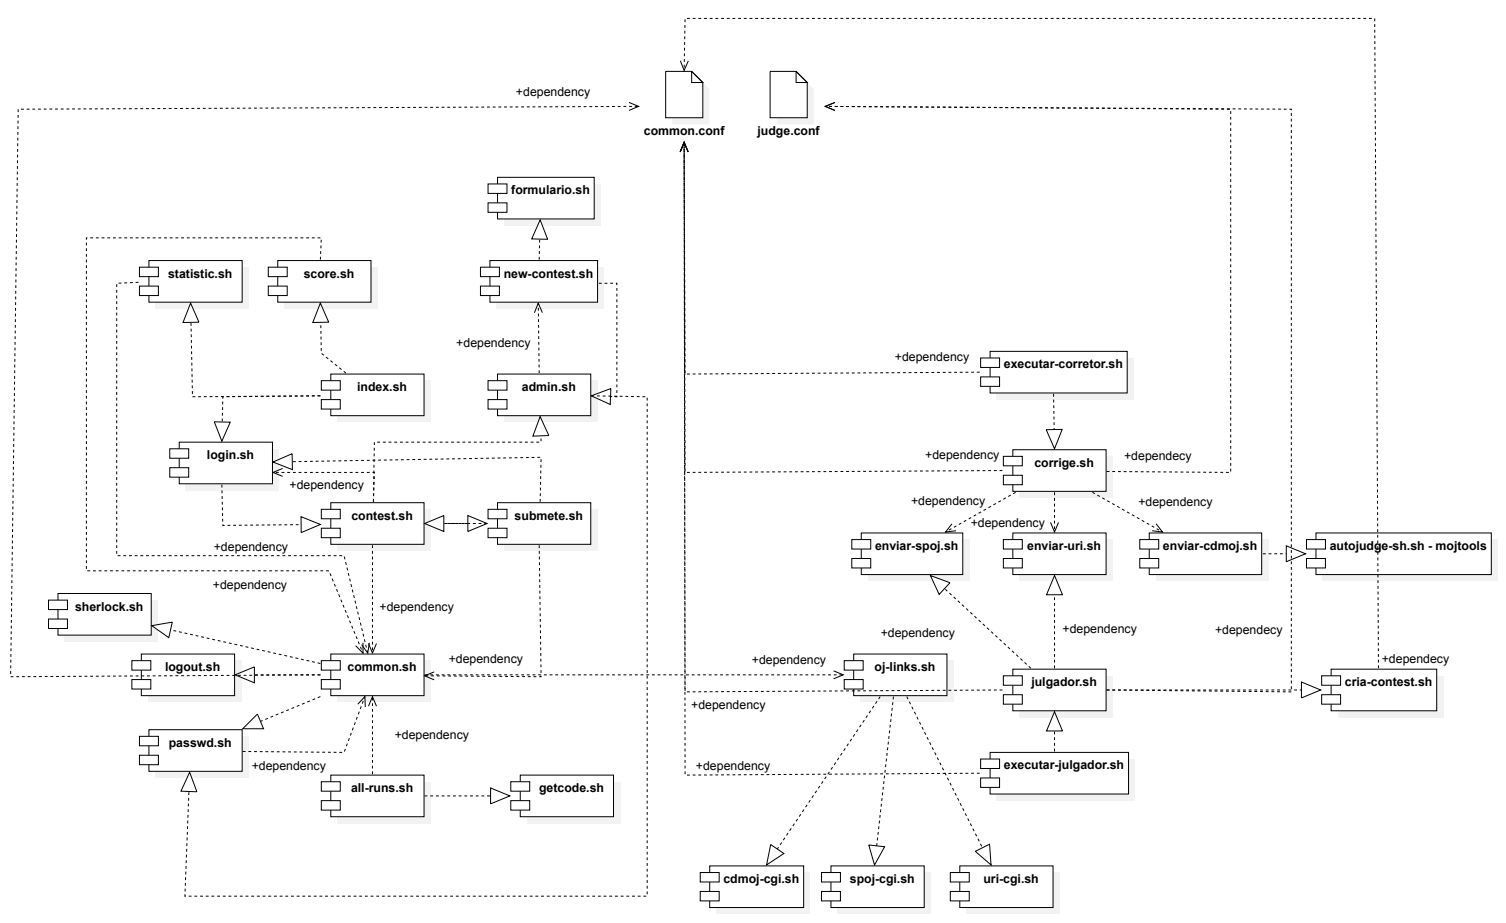 +dependency
common.conf
judge.conf
formulario.sh
statistic.sh
score.sh
new-contest.sh
+dependency
+dependency
executar-corretor.sh
index.sh
admin.sh
login.sh
+dependency
+dependecy
corrige.sh
+dependency
+dependency
+dependency
contest.sh
submete.sh
+dependency
+dependency
enviar-spoj.sh
enviar-uri.sh
enviar-cdmoj.sh
autojudge-sh.sh - mojtools
+dependency
sherlock.sh
+dependency
+dependency
+dependency
+dependecy
+dependency
+dependency
+dependecy
logout.sh
common.sh
oj-links.sh
julgador.sh
cria-contest.sh
+dependency
passwd.sh
+dependency
+dependency
+dependency
executar-julgador.sh
all-runs.sh
getcode.sh
cdmoj-cgi.sh
spoj-cgi.sh
uri-cgi.sh